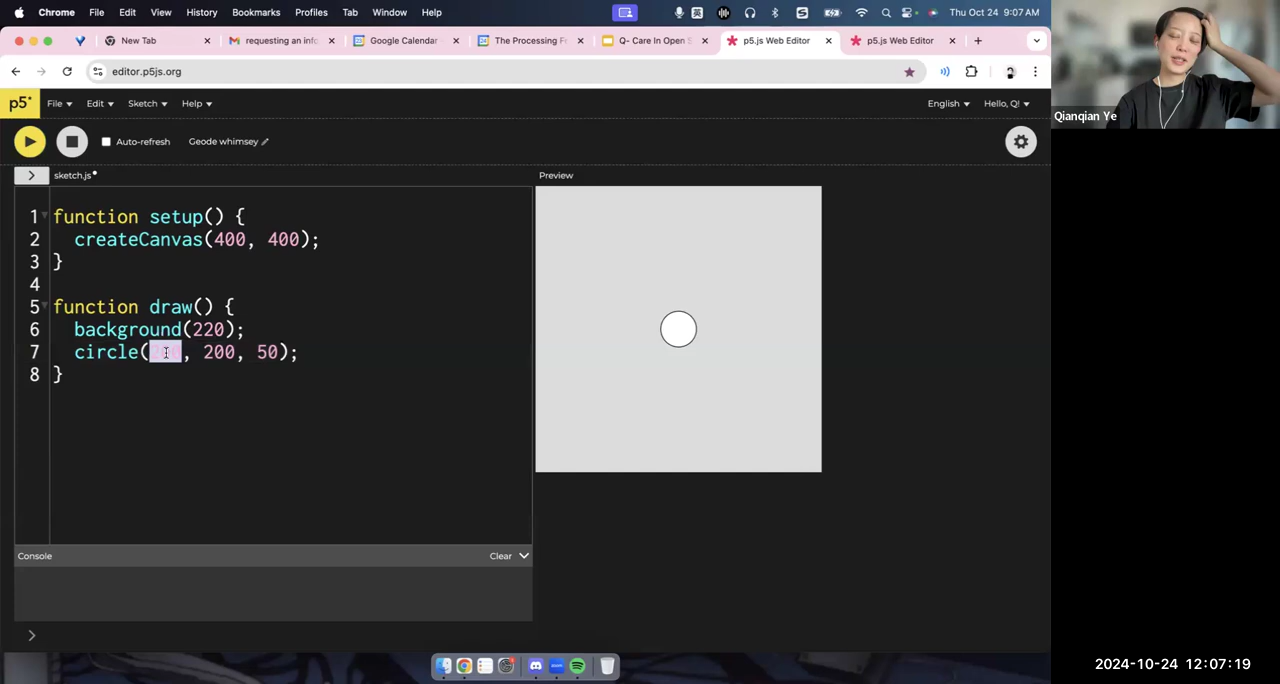 Chrome File Edit View History Bookmarks Profiles Tab Window Help 英 Thu Oct 24 9:07 AM
New Tab requesting an info Google Calendar The Processing F Q- Care In Open S p5.js Web Editor p5.js Web Editor
editor.p5js.org
p5* File Edit Sketch Help English Hello, Q!
Auto-refresh Geode whimsey
> sketch.js Preview
1 function setup() {
2 createCanvas(400, 400);
3 }
4
5 function draw() {
6 background(220);
7 circle(200, 200, 50);
8 }
Console Clear
>
Qianqian Ye
2024-10-24 12:07:19